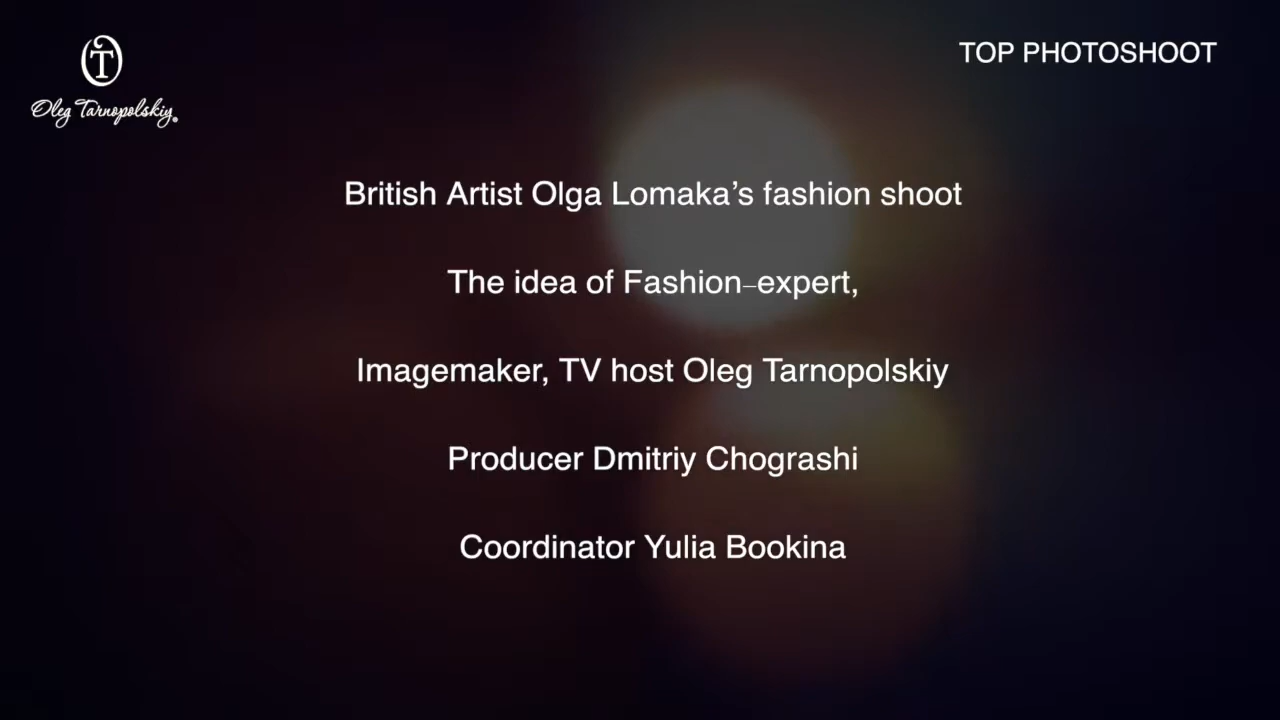 T
Oleg Tarnopolskiy®
TOP PHOTOSHOOT
British Artist Olga Lomaka’s fashion shoot
The idea of Fashion–expert,
Imagemaker, TV host Oleg Tarnopolskiy
Producer Dmitriy Chograshi
Coordinator Yulia Bookina